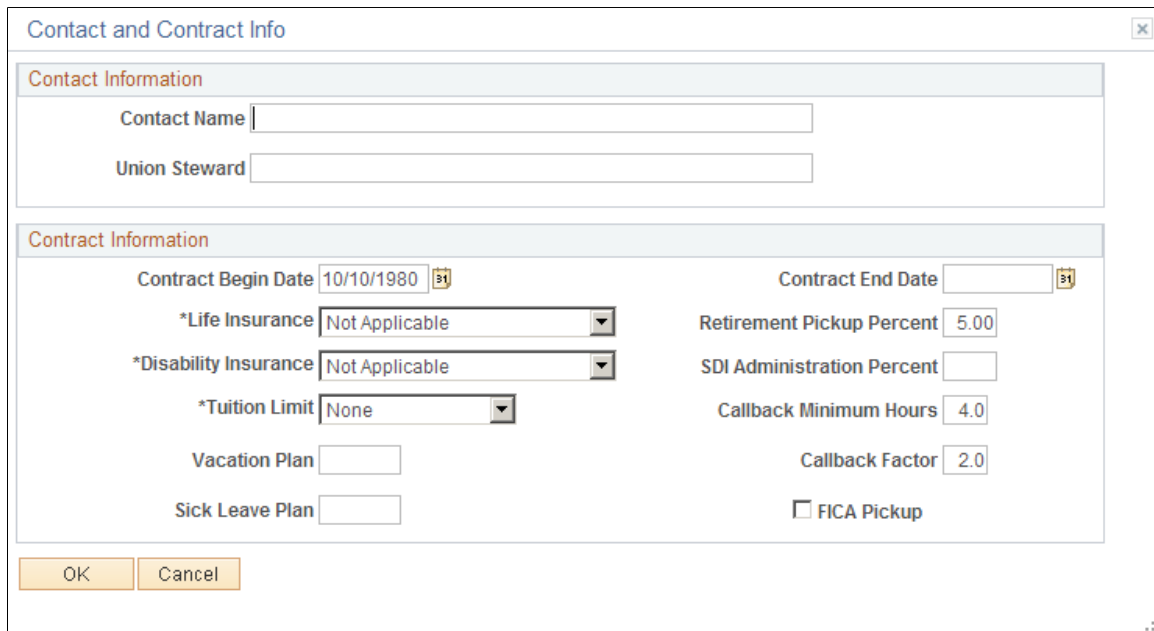 Contact and Contract Info
Contact Information
Contact Name
Union Steward
Contract Information
Contract Begin Date 10/10/1980 31 Contract End Date 31
*Life Insurance Not Applicable Retirement Pickup Percent 5.00
*Disability Insurance Not Applicable SDI Administration Percent
*Tuition Limit None Callback Minimum Hours 4.0
Vacation Plan Callback Factor 2.0
Sick Leave Plan FICA Pickup
OK Cancel